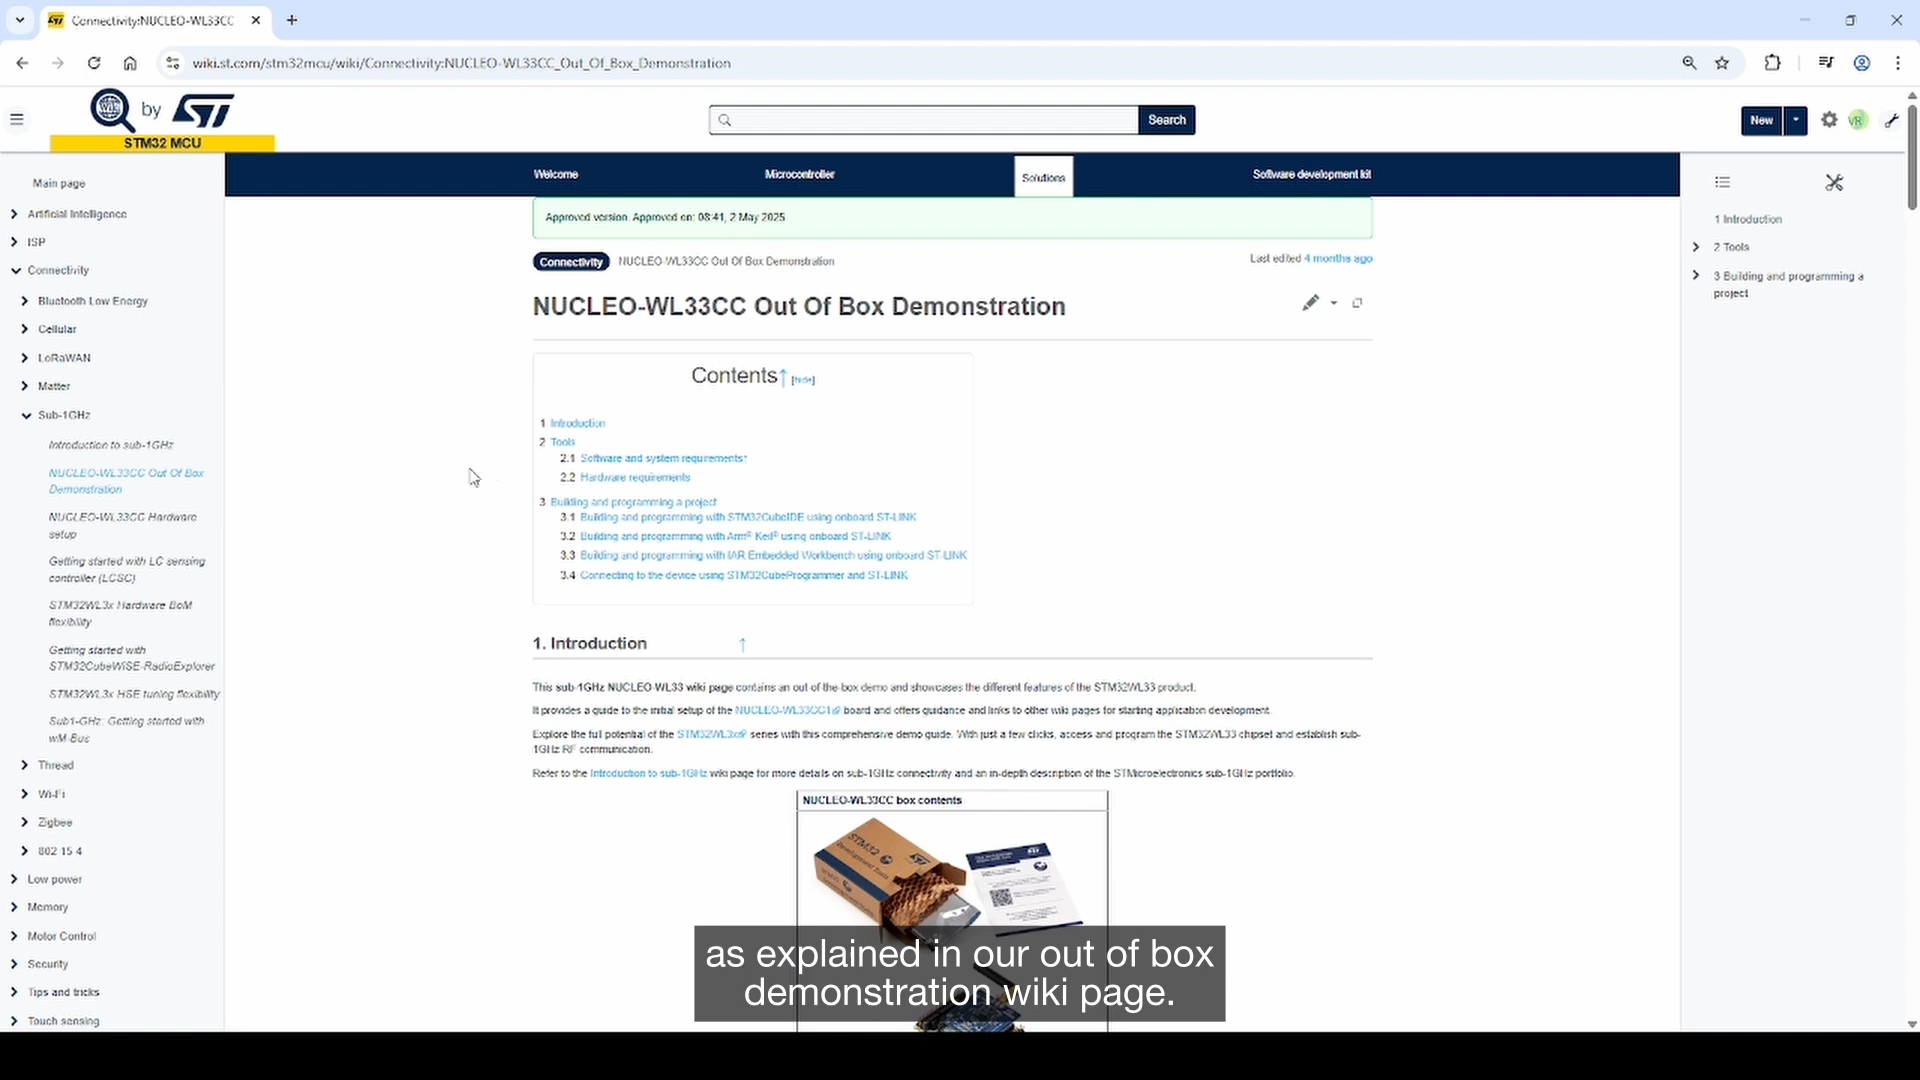 Connectivity:NUCLEO-WL33CC
wiki.st.com/stm32mcu/wiki/Connectivity:NUCLEO-WL33CC_Out_Of_Box_Demonstration
Wiki by ST
STM32 MCU
Search
New
VR
Welcome
Microcontroller
Solutions
Software development kit
Main page
Artificial Intelligence
ISP
Connectivity
Bluetooth Low Energy
Cellular
LoRaWAN
Matter
Sub-1GHz
Introduction to sub-1GHz
NUCLEO-WL33CC Out Of Box
Demonstration
NUCLEO-WL33CC Hardware
setup
Getting started with LC sensing
controller (LCSC)
STM32WL3x Hardware BoM
flexibility
Getting started with
STM32CubeWiSE-RadioExplorer
STM32WL3x HSE tuning flexibility
Sub1-GHz: Getting started with
wM-Bus
Thread
Wi-Fi
Zigbee
802 15 4
Low power
Memory
Motor Control
Security
Tips and tricks
Touch sensing
Approved version. Approved on: 08:41, 2 May 2025
Connectivity NUCLEO-WL33CC Out Of Box Demonstration
Last edited 4 months ago
NUCLEO-WL33CC Out Of Box Demonstration
Contents↑ [hide]
1 Introduction
2 Tools
2.1 Software and system requirements
2.2 Hardware requirements
3 Building and programming a project
3.1 Building and programming with STM32CubeIDE using onboard ST-LINK
3.2 Building and programming with Arm® Keil® using onboard ST-LINK
3.3 Building and programming with IAR Embedded Workbench using onboard ST-LINK
3.4 Connecting to the device using STM32CubeProgrammer and ST-LINK
1. Introduction ↑
This sub-1GHz NUCLEO-WL33 wiki page contains an out-of-the-box demo and showcases the different features of the STM32WL33 product.
It provides a guide to the initial setup of the NUCLEO-WL33CC1 board and offers guidance and links to other wiki pages for starting application development.
Explore the full potential of the STM32WL3x series with this comprehensive demo guide. With just a few clicks, access and program the STM32WL33 chipset and establish sub-
1GHz RF communication.
Refer to the Introduction to sub-1GHz wiki page for more details on sub-1GHz connectivity and an in-depth description of the STMicroelectronics sub-1GHz portfolio.
NUCLEO-WL33CC box contents
STM32
Development Tools
ST
1 Introduction
2 Tools
3 Building and programming a
project
as explained in our out of box
demonstration wiki page.